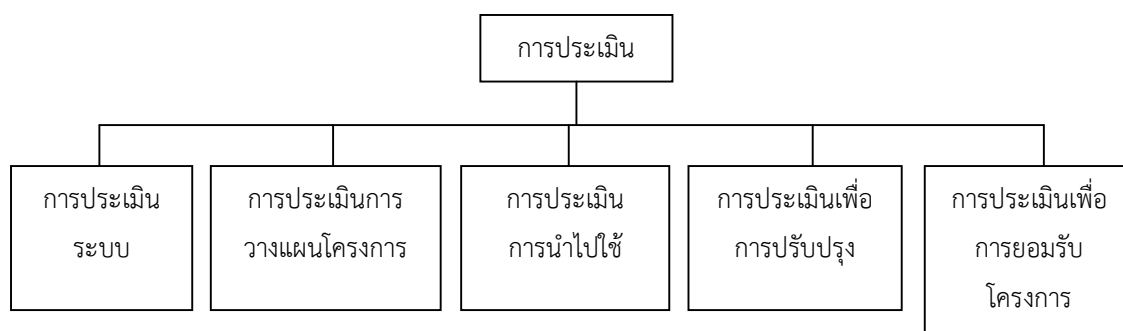 การประเมิน
การประเมิน
ระบบ
การประเมินการ
วางแผนโครงการ
การประเมิน
การนำไปใช้
การประเมินเพื่อ
การปรับปรุง
การประเมินเพื่อ
การยอมรับ
โครงการ